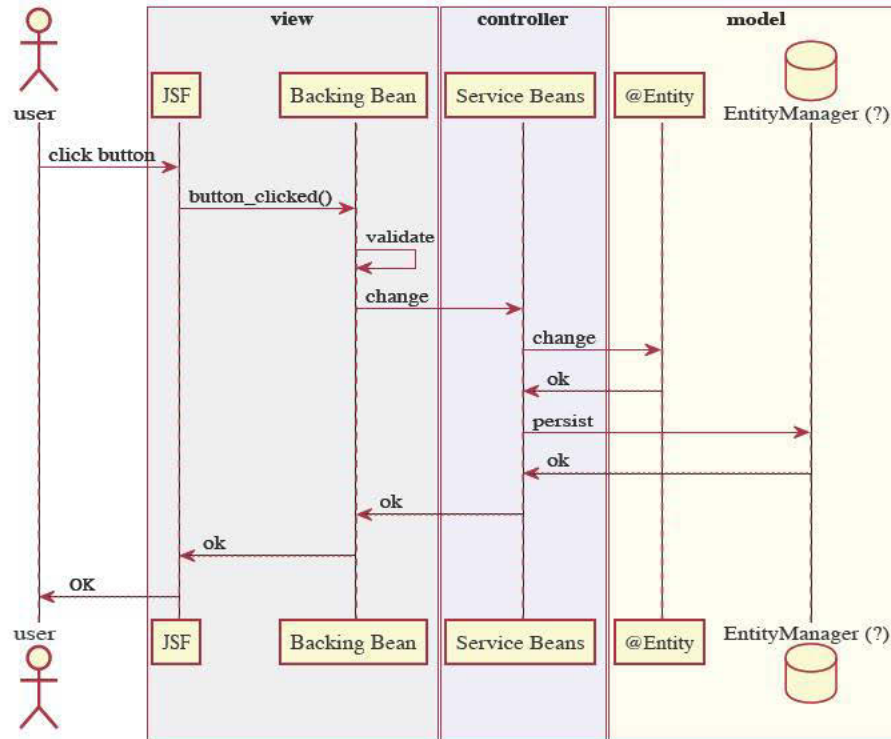 view
controller
model
user
JSF
Backing Bean
Service Beans
@Entity
EntityManager (?)
click button
button_clicked()
validate
change
change
ok
persist
ok
ok
ok
OK
user
JSF
Backing Bean
Service Beans
@Entity
EntityManager (?)